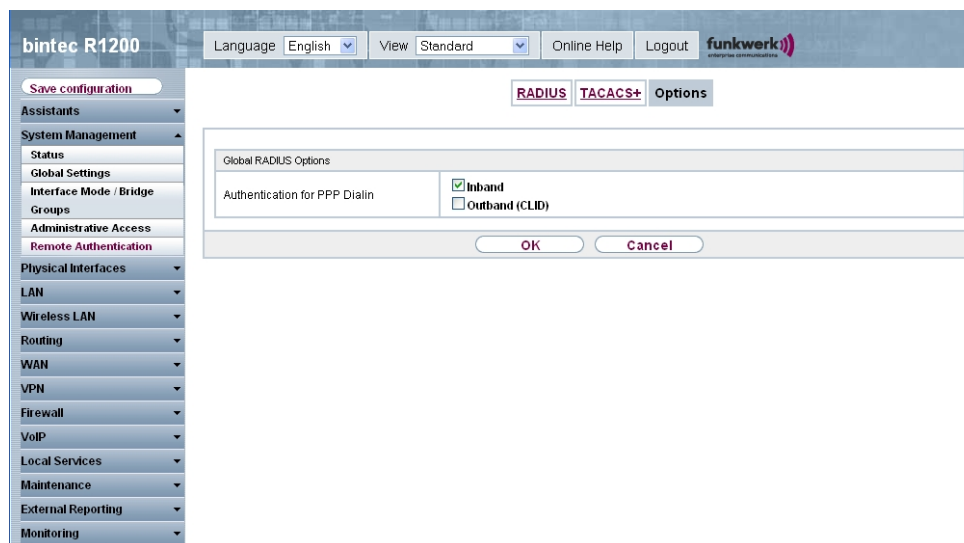 bintec R1200
Language English View Standard Online Help Logout funkwerk
enterprise communications
Save configuration
Assistants
System Management
Status
Global Settings
Interface Mode / Bridge
Groups
Administrative Access
Remote Authentication
Physical Interfaces
LAN
Wireless LAN
Routing
WAN
VPN
Firewall
VoIP
Local Services
Maintenance
External Reporting
Monitoring
RADIUS TACACS+ Options
Global RADIUS Options
Authentication for PPP Dialin
Inband
Outband (CLID)
OK Cancel